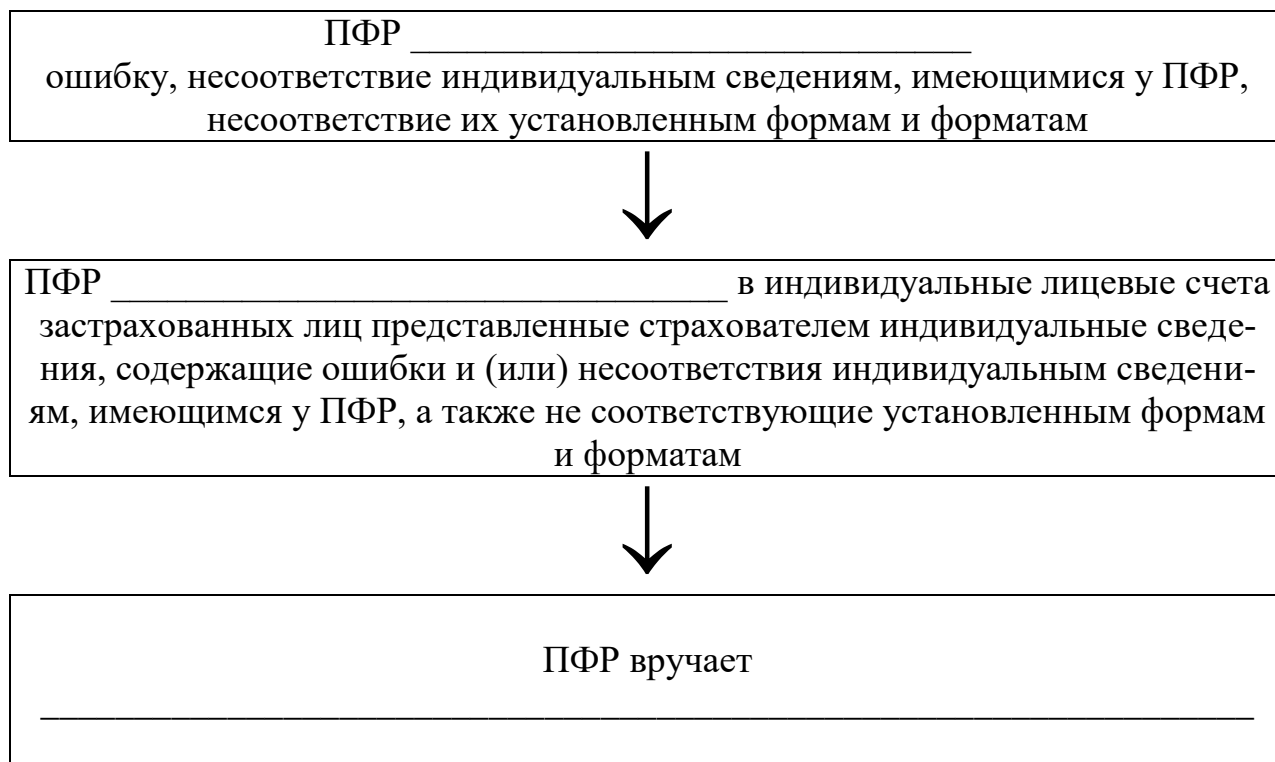 ПФР ______________________________
ошибку, несоответствие индивидуальным сведениям, имеющимися у ПФР,
несоответствие их установленным формам и форматам
ПФР _________________________________ в индивидуальные лицевые счета
застрахованных лиц представленные страхователем индивидуальные сведе-
ния, содержащие ошибки и (или) несоответствия индивидуальным сведени-
ям, имеющимся у ПФР, а также не соответствующие установленным формам
и форматам
ПФР вручает
_________________________________________________________________